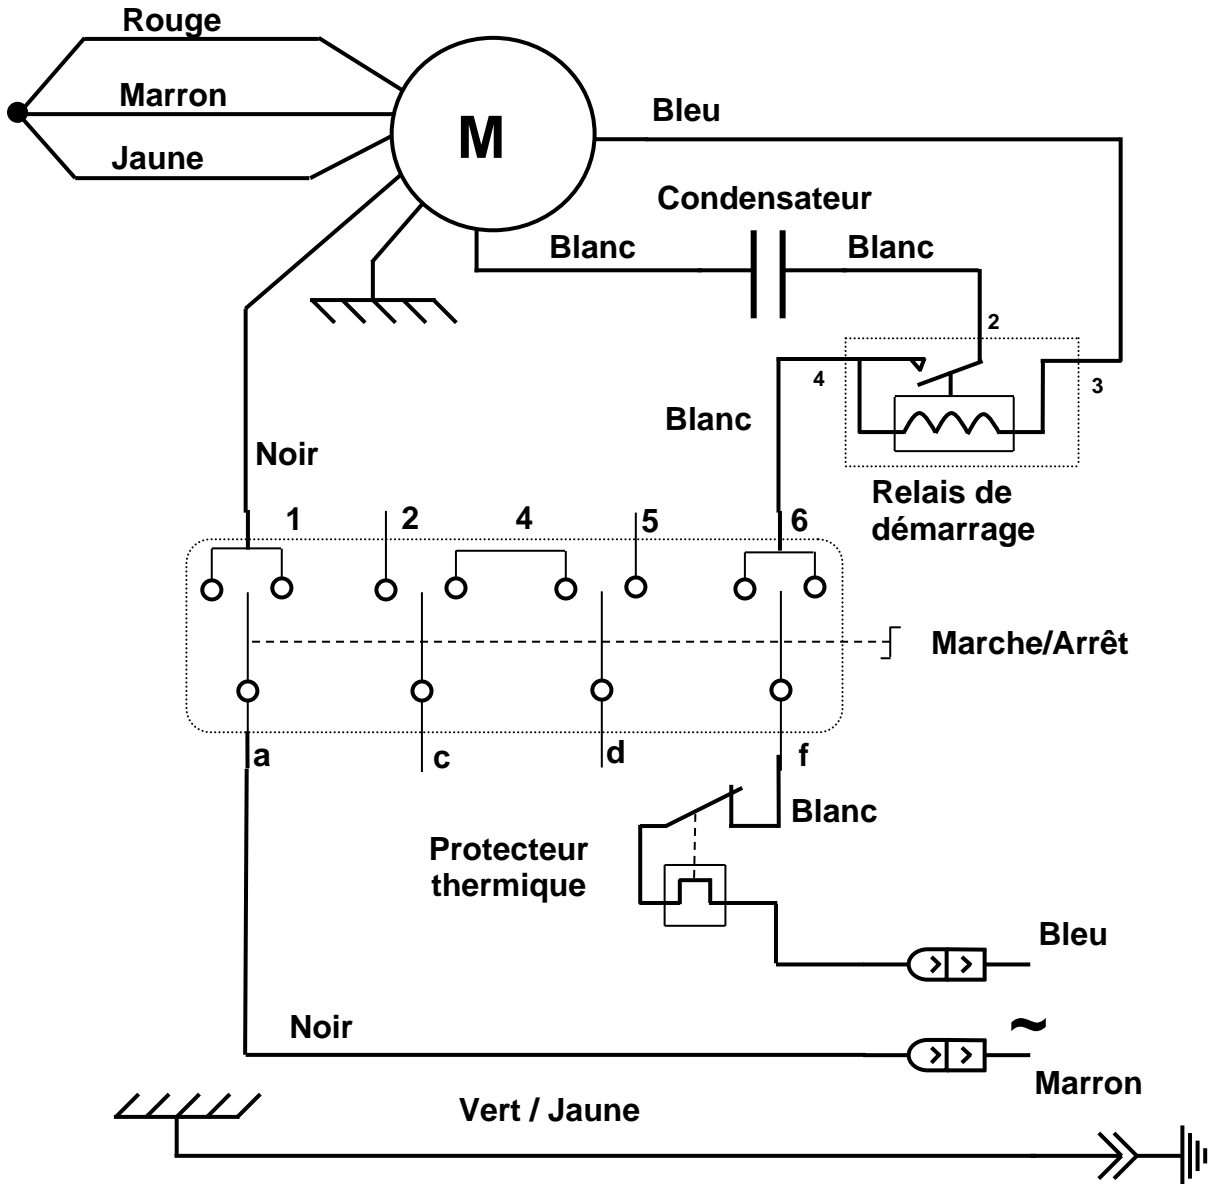 Rouge
Marron
Jaune
M
Bleu
Condensateur
Blanc
Blanc
2
4
3
Blanc
Noir
Relais de
démarrage
1
2
4
5
6
Marche/Arrêt
a
c
d
f
Blanc
Protecteur
thermique
Bleu
Noir
~
Marron
Vert / Jaune